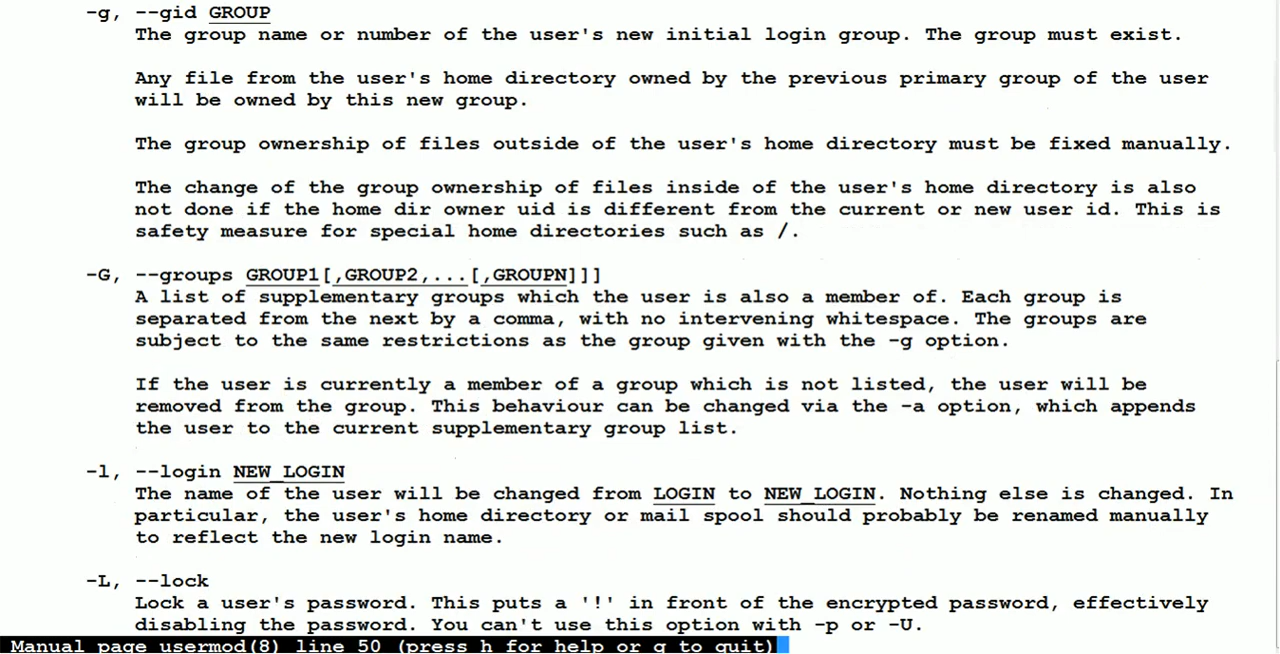 -g, --gid GROUP
The group name or number of the user's new initial login group. The group must exist.
Any file from the user's home directory owned by the previous primary group of the user
will be owned by this new group.
The group ownership of files outside of the user's home directory must be fixed manually.
The change of the group ownership of files inside of the user's home directory is also
not done if the home dir owner uid is different from the current or new user id. This is
safety measure for special home directories such as /.
-G, --groups GROUP1[,GROUP2,...[,GROUPN]]]
A list of supplementary groups which the user is also a member of. Each group is
separated from the next by a comma, with no intervening whitespace. The groups are
subject to the same restrictions as the group given with the -g option.
If the user is currently a member of a group which is not listed, the user will be
removed from the group. This behaviour can be changed via the -a option, which appends
the user to the current supplementary group list.
-l, --login NEW_LOGIN
The name of the user will be changed from LOGIN to NEW_LOGIN. Nothing else is changed. In
particular, the user's home directory or mail spool should probably be renamed manually
to reflect the new login name.
-L, --lock
Lock a user's password. This puts a '!' in front of the encrypted password, effectively
disabling the password. You can't use this option with -p or -U.
Manual page usermod(8) line 50 (press h for help or q to quit)